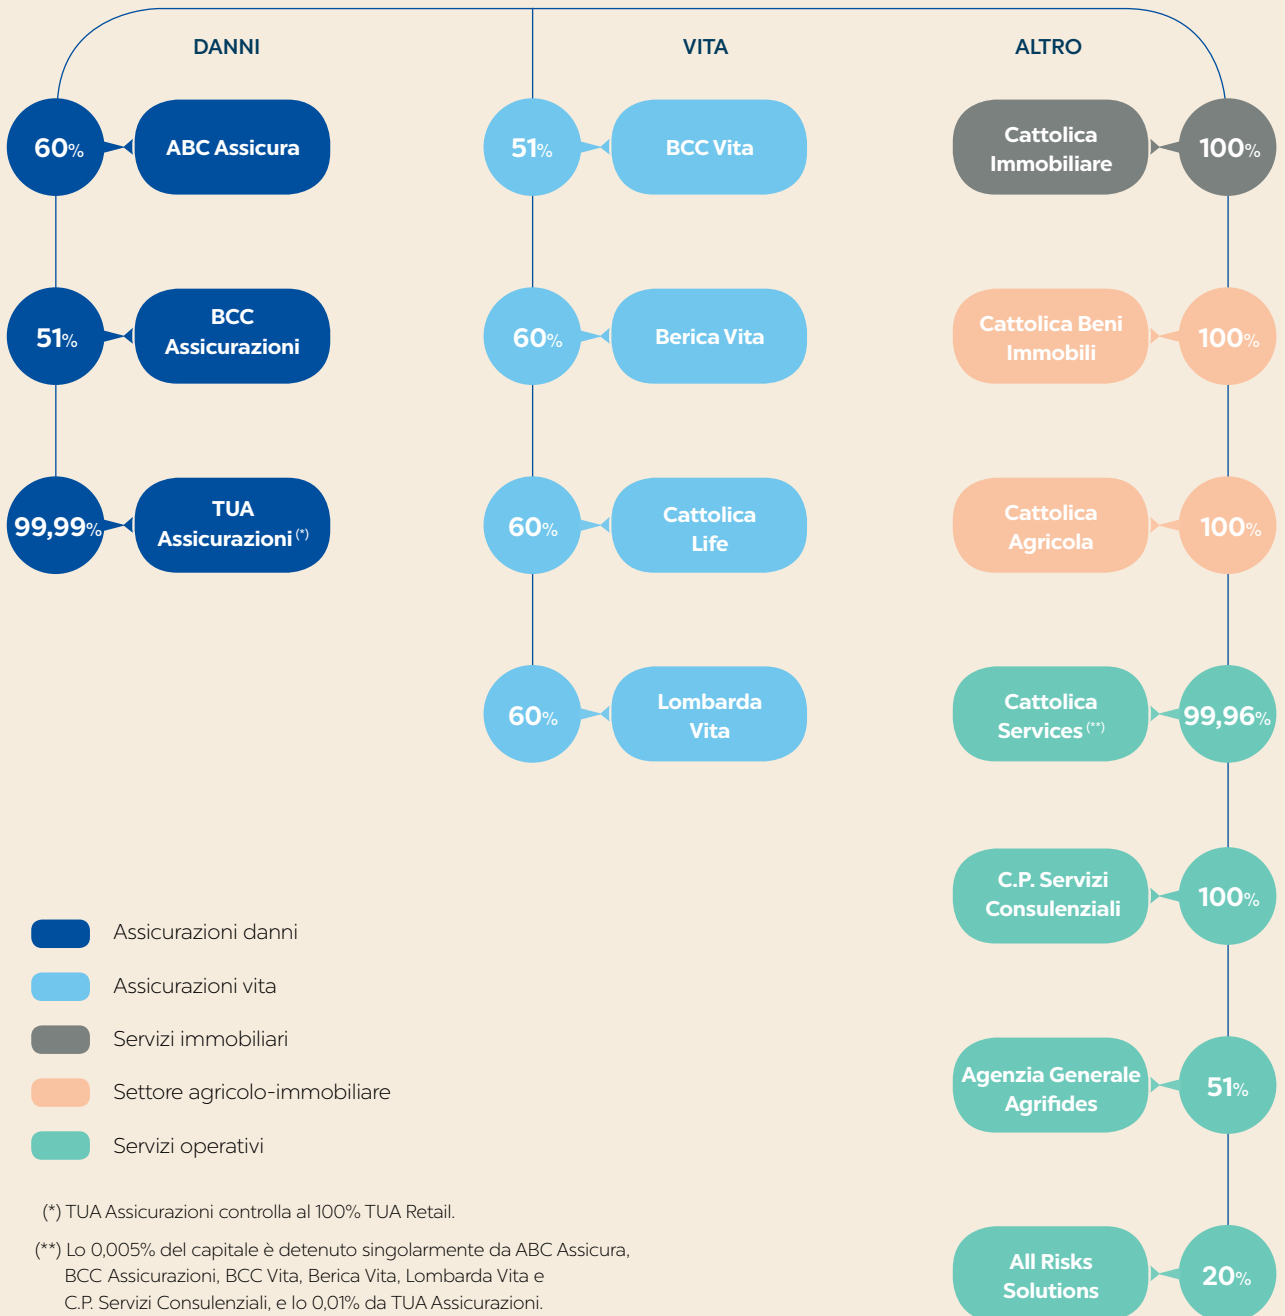 DANNI
60%
ABC Assicura
51%
BCC
Assicurazioni
99,99%
TUA
Assicurazioni (*)
VITA
51%
BCC Vita
60%
Berica Vita
60%
Cattolica
Life
60%
Lombarda
Vita
ALTRO
Cattolica
Immobiliare
100%
Cattolica Beni
Immobili
100%
Cattolica
Agricola
100%
Cattolica
Services (**)
99,96%
C.P. Servizi
Consulenziali
100%
Agenzia Generale
Agrifides
51%
All Risks
Solutions
20%
Assicurazioni danni
Assicurazioni vita
Servizi immobiliari
Settore agricolo-immobiliare
Servizi operativi
(*) TUA Assicurazioni controlla al 100% TUA Retail.
(**) Lo 0,005% del capitale è detenuto singolarmente da ABC Assicura,
BCC Assicurazioni, BCC Vita, Berica Vita, Lombarda Vita e
C.P. Servizi Consulenziali, e lo 0,01% da TUA Assicurazioni.